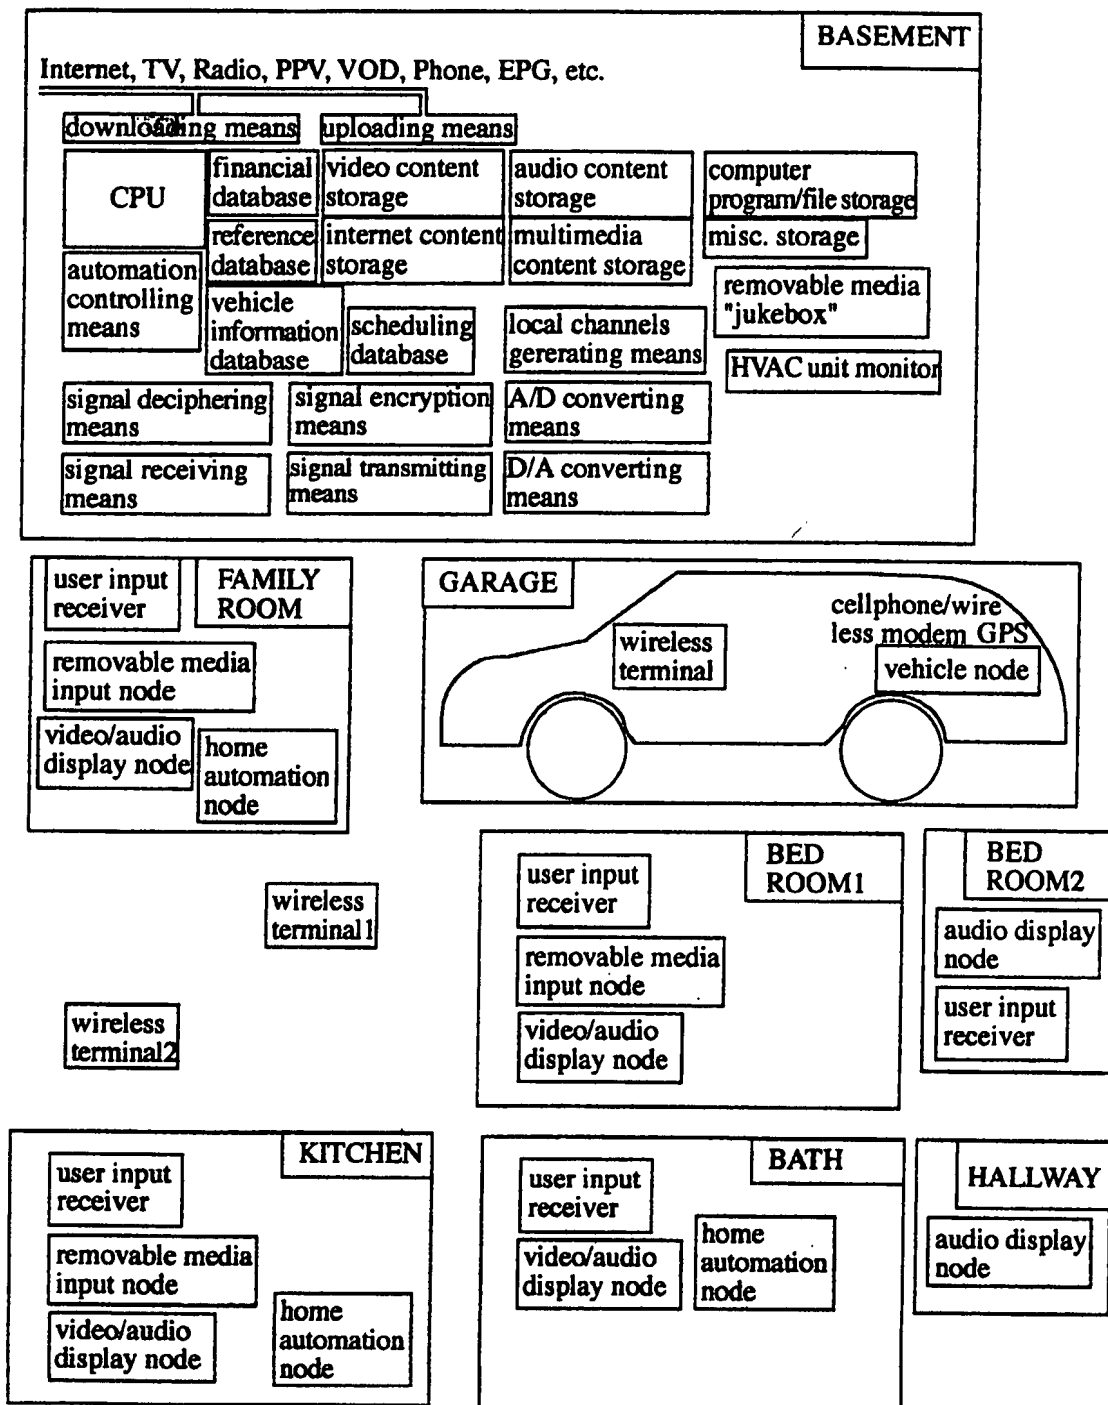 BASEMENT
Internet, TV, Radio, PPV, VOD, Phone, EPG, etc.
downloading means
uploading means
CPU
financial
database
video content
storage
audio content
storage
computer
program/file storage
reference
database
internet content
storage
multimedia
content storage
misc. storage
automation
controlling
means
vehicle
information
database
scheduling
database
local channels
gererating means
removable media
"jukebox"
HVAC unit monitor
signal deciphering
means
signal encryption
means
A/D converting
means
signal receiving
means
signal transmitting
means
D/A converting
means
FAMILY
ROOM
user input
receiver
removable media
input node
video/audio
display node
home
automation
node
GARAGE
wireless
terminal
cellphone/wire
less modem GPS
vehicle node
wireless
terminal1
wireless
terminal2
BED
ROOM1
user input
receiver
removable media
input node
video/audio
display node
BED
ROOM2
audio display
node
user input
receiver
KITCHEN
user input
receiver
removable media
input node
video/audio
display node
home
automation
node
BATH
user input
receiver
video/audio
display node
home
automation
node
HALLWAY
audio display
node